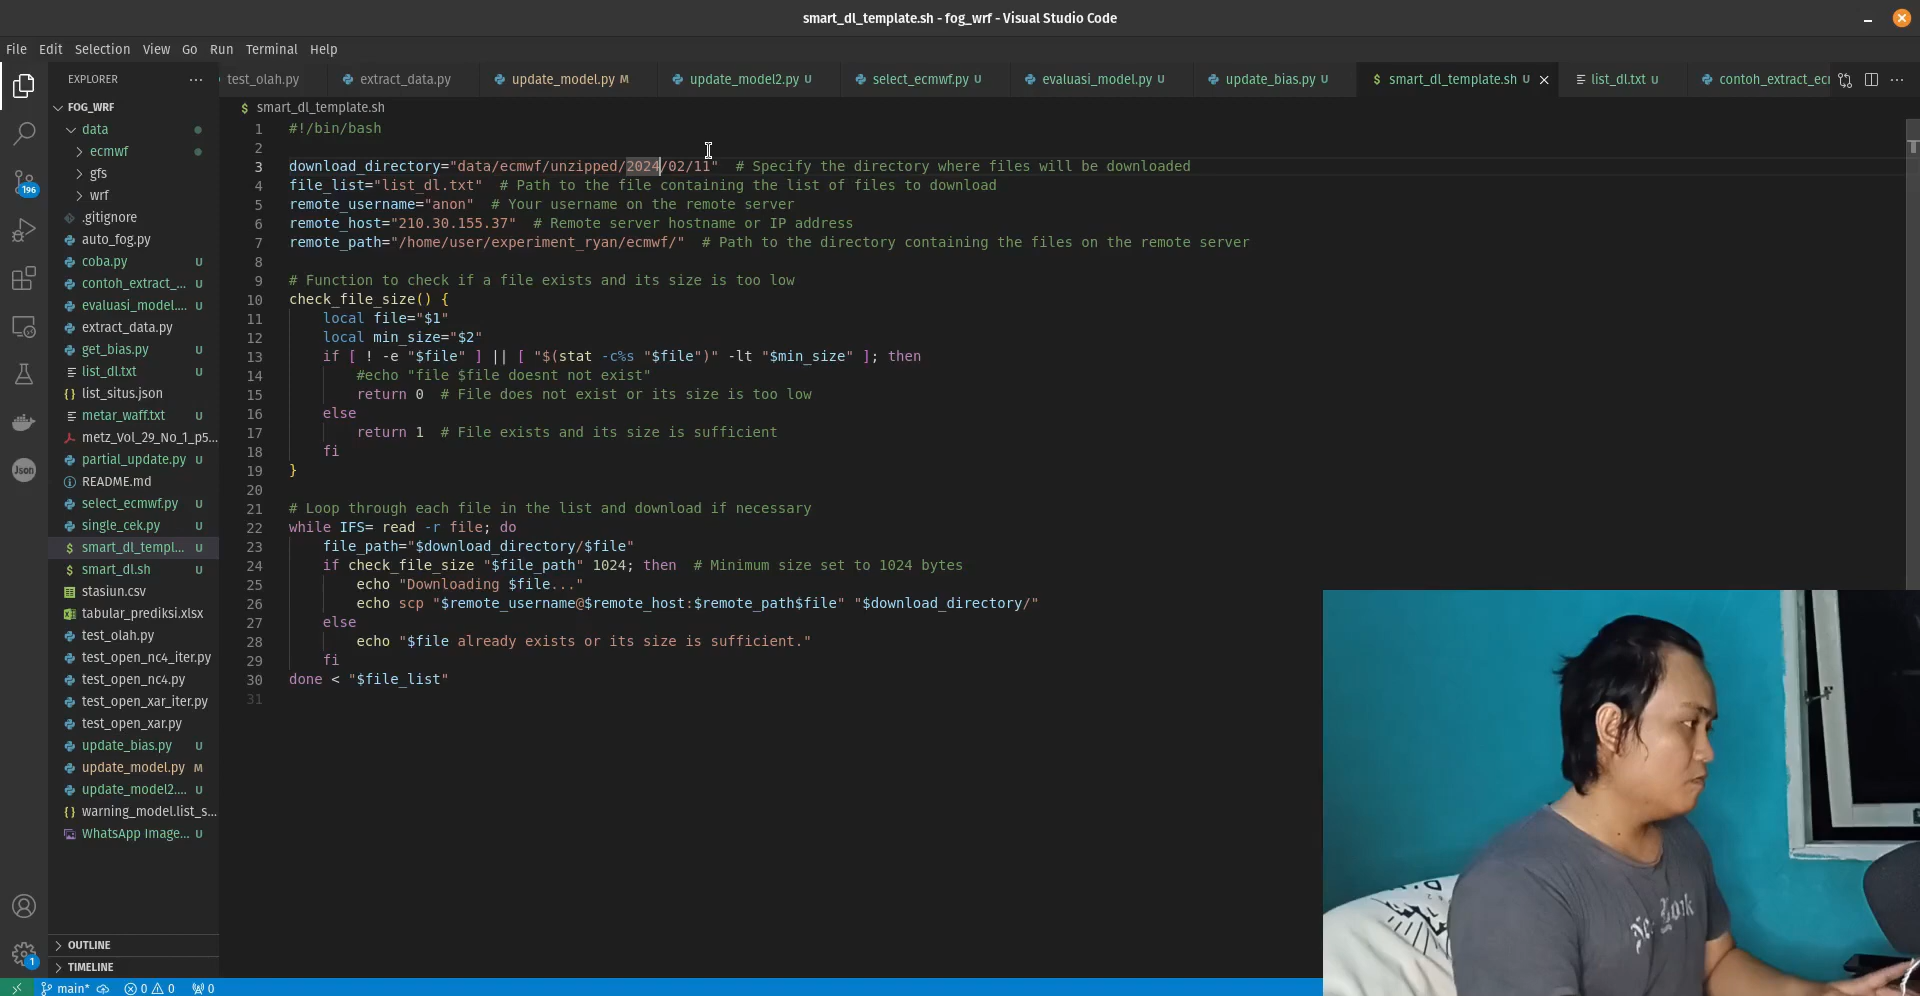 smart_dl_template.sh - fog_wrf - Visual Studio Code
File Edit Selection View Go Run Terminal Help
EXPLORER
test_olah.py extract_data.py update_model.py M update_model2.py U select_ecmwf.py U evaluasi_model.py U update_bias.py U smart_dl_template.sh U list_dl.txt U contoh_extract_ecr
FOG_WRF
data
ecmwf
gfs
wrf
.gitignore
auto_fog.py
coba.py U
contoh_extract_... U
evaluasi_model.... U
extract_data.py
get_bias.py U
list_dl.txt U
list_situs.json
metar_waff.txt U
metz_Vol_29_No_1_p5...
partial_update.py U
README.md
select_ecmwf.py U
single_cek.py U
smart_dl_templ... U
smart_dl.sh U
stasiun.csv
tabular_prediksi.xlsx
test_olah.py
test_open_nc4_iter.py
test_open_nc4.py
test_open_xar_iter.py
test_open_xar.py
update_bias.py U
update_model.py M
update_model2.... U
warning_model.list_s...
WhatsApp Image... U
OUTLINE
TIMELINE
196
Json
1
smart_dl_template.sh
1 #!/bin/bash
2
3 download_directory="data/ecmwf/unzipped/2024/02/11" # Specify the directory where files will be downloaded
4 file_list="list_dl.txt" # Path to the file containing the list of files to download
5 remote_username="anon" # Your username on the remote server
6 remote_host="210.30.155.37" # Remote server hostname or IP address
7 remote_path="/home/user/experiment_ryan/ecmwf/" # Path to the directory containing the files on the remote server
8
9 # Function to check if a file exists and its size is too low
10 check_file_size() {
11 local file="$1"
12 local min_size="$2"
13 if [ ! -e "$file" ] || [ "$(stat -c%s "$file")" -lt "$min_size" ]; then
14 #echo "file $file doesnt not exist"
15 return 0 # File does not exist or its size is too low
16 else
17 return 1 # File exists and its size is sufficient
18 fi
19 }
20
21 # Loop through each file in the list and download if necessary
22 while IFS= read -r file; do
23 file_path="$download_directory/$file"
24 if check_file_size "$file_path" 1024; then # Minimum size set to 1024 bytes
25 echo "Downloading $file..."
26 echo scp "$remote_username@$remote_host:$remote_path$file" "$download_directory/"
27 else
28 echo "$file already exists or its size is sufficient."
29 fi
30 done < "$file_list"
31
main* 0 0 0